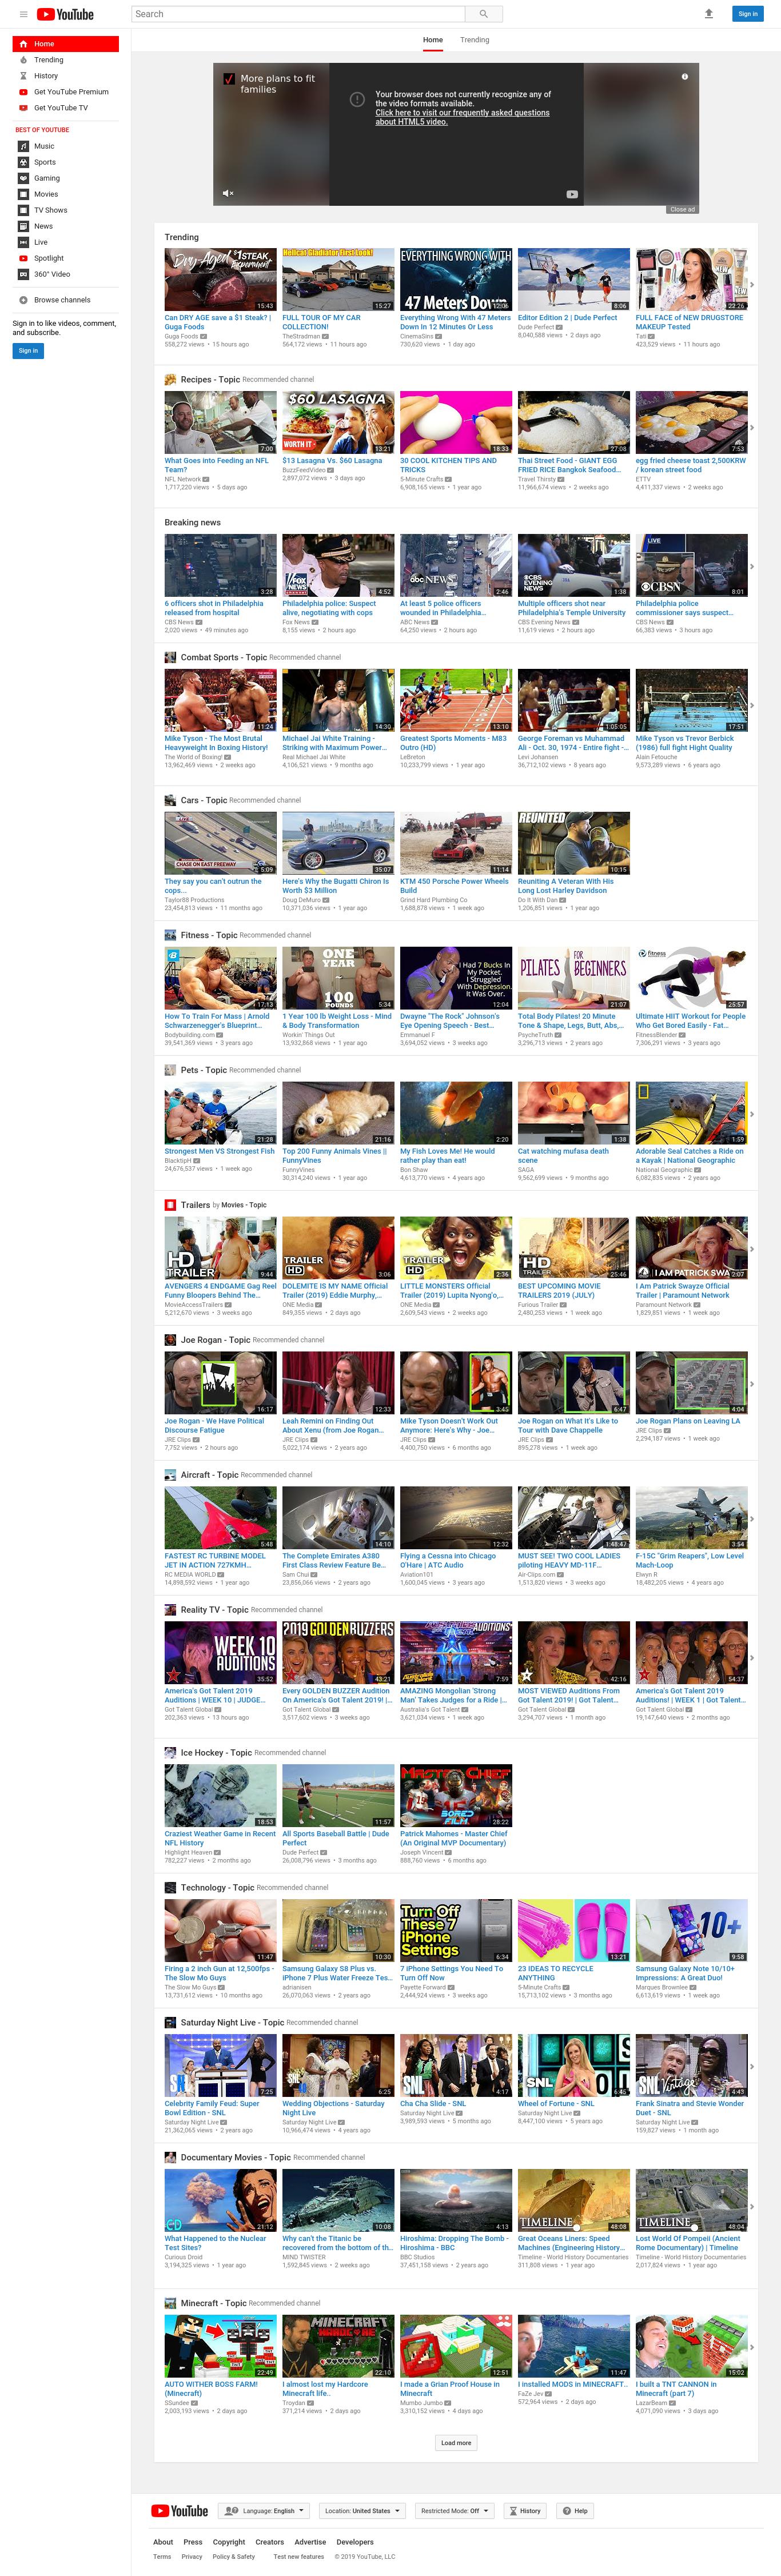 YouTube
Search
Sign in
Home
Trending
History
Get YouTube Premium
Get YouTube TV
BEST OF YOUTUBE
Music
Sports
Gaming
Movies
TV Shows
News
Live
Spotlight
360° Video
Browse channels
Sign in to like videos, comment,
and subscribe.
Sign in
Home Trending
More plans to fit
families
Your browser does not currently recognize any of
the video formats available.
Click here to visit our frequently asked questions
about HTML5 video.
Close ad
Trending
Can DRY AGE save a $1 Steak? |
Guga Foods
Guga Foods
558,272 views • 15 hours ago
FULL TOUR OF MY CAR
COLLECTION!
TheStradman
564,172 views • 11 hours ago
Everything Wrong With 47 Meters
Down In 12 Minutes Or Less
CinemaSins
730,620 views • 1 day ago
Editor Edition 2 | Dude Perfect
Dude Perfect
8,040,588 views • 2 days ago
FULL FACE of NEW DRUGSTORE
MAKEUP Tested
Tati
423,529 views • 11 hours ago
Recipes - Topic Recommended channel
What Goes into Feeding an NFL
Team?
NFL Network
1,717,220 views • 5 days ago
$13 Lasagna Vs. $60 Lasagna
BuzzFeedVideo
2,897,072 views • 3 days ago
30 COOL KITCHEN TIPS AND
TRICKS
5-Minute Crafts
6,908,165 views • 1 year ago
Thai Street Food - GIANT EGG
FRIED RICE Bangkok Seafood...
Travel Thirsty
11,966,674 views • 2 weeks ago
egg fried cheese toast 2,500KRW
/ korean street food
ETTV
4,411,337 views • 2 weeks ago
Breaking news
6 officers shot in Philadelphia
released from hospital
CBS News
2,020 views • 49 minutes ago
Philadelphia police: Suspect
alive, negotiating with cops
Fox News
8,155 views • 2 hours ago
At least 5 police officers
wounded in Philadelphia...
ABC News
64,250 views • 2 hours ago
Multiple officers shot near
Philadelphia's Temple University
CBS Evening News
11,619 views • 2 hours ago
Philadelphia police
commissioner says suspect...
CBS News
66,383 views • 3 hours ago
Combat Sports - Topic Recommended channel
Mike Tyson - The Most Brutal
Heavyweight In Boxing History!
The World of Boxing!
13,962,469 views • 2 weeks ago
Michael Jai White Training -
Striking with Maximum Power...
Real Michael Jai White
4,106,521 views • 9 months ago
Greatest Sports Moments - M83
Outro (HD)
LeBreton
10,233,799 views • 1 year ago
George Foreman vs Muhammad
Ali - Oct. 30, 1974 - Entire fight -...
Levi Johansen
36,712,102 views • 8 years ago
Mike Tyson vs Trevor Berbick
(1986) full fight Hight Quality
Alain Fetouche
9,573,289 views • 6 years ago
Cars - Topic Recommended channel
They say you can't outrun the
cops...
Taylor88 Productions
23,454,813 views • 11 months ago
Here's Why the Bugatti Chiron Is
Worth $3 Million
Doug DeMuro
10,371,036 views • 1 year ago
KTM 450 Porsche Power Wheels
Build
Grind Hard Plumbing Co
1,688,878 views • 1 week ago
Reuniting A Veteran With His
Long Lost Harley Davidson
Do It With Dan
1,206,851 views • 1 year ago
Fitness - Topic Recommended channel
How To Train For Mass | Arnold
Schwarzenegger's Blueprint...
Bodybuilding.com
39,541,369 views • 3 years ago
1 Year 100 lb Weight Loss - Mind
& Body Transformation
Workin' Things Out
13,932,868 views • 1 year ago
Dwayne "The Rock" Johnson's
Eye Opening Speech - Best...
Emmanuel F
3,694,052 views • 3 weeks ago
Total Body Pilates! 20 Minute
Tone & Shape, Legs, Butt, Abs,...
PsycheTruth
3,296,713 views • 2 years ago
Ultimate HIIT Workout for People
Who Get Bored Easily - Fat...
FitnessBlender
7,306,291 views • 3 years ago
Pets - Topic Recommended channel
Strongest Men VS Strongest Fish
BlacktipH
24,676,537 views • 1 week ago
Top 200 Funny Animals Vines ||
FunnyVines
FunnyVines
30,314,240 views • 1 year ago
My Fish Loves Me! He would
rather play than eat!
Bon Shaw
4,613,770 views • 4 years ago
Cat watching mufasa death
scene
SAGA
9,562,699 views • 9 months ago
Adorable Seal Catches a Ride on
a Kayak | National Geographic
National Geographic
6,082,835 views • 2 years ago
Trailers by Movies - Topic
AVENGERS 4 ENDGAME Gag Reel
Funny Bloopers Behind The...
MovieAccessTrailers
5,212,670 views • 3 weeks ago
DOLEMITE IS MY NAME Official
Trailer (2019) Eddie Murphy,...
ONE Media
849,355 views • 2 days ago
LITTLE MONSTERS Official
Trailer (2019) Lupita Nyong'o,...
ONE Media
2,609,543 views • 2 weeks ago
BEST UPCOMING MOVIE
TRAILERS 2019 (JULY)
Furious Trailer
2,480,253 views • 1 week ago
I Am Patrick Swayze Official
Trailer | Paramount Network
Paramount Network
1,829,851 views • 1 week ago
Joe Rogan - Topic Recommended channel
Joe Rogan - We Have Political
Discourse Fatigue
JRE Clips
7,752 views • 2 hours ago
Leah Remini on Finding Out
About Xenu (from Joe Rogan...
JRE Clips
5,022,174 views • 2 years ago
Mike Tyson Doesn't Work Out
Anymore: Here's Why - Joe...
JRE Clips
4,400,750 views • 6 months ago
Joe Rogan on What It's Like to
Tour with Dave Chappelle
JRE Clips
895,278 views • 1 week ago
Joe Rogan Plans on Leaving LA
JRE Clips
2,294,187 views • 1 week ago
Aircraft - Topic Recommended channel
FASTEST RC TURBINE MODEL
JET IN ACTION 727KMH...
RC MEDIA WORLD
14,898,592 views • 1 year ago
The Complete Emirates A380
First Class Review Feature Be...
Sam Chui
23,856,066 views • 2 years ago
Flying a Cessna into Chicago
O'Hare | ATC Audio
Aviation101
1,600,045 views • 3 years ago
MUST SEE! TWO COOL LADIES
piloting HEAVY MD-11F...
Air-Clips.com
1,513,820 views • 3 weeks ago
F-15C "Grim Reapers", Low Level
Mach-Loop
Elwyn R
18,482,205 views • 4 years ago
Reality TV - Topic Recommended channel
America's Got Talent 2019
Auditions | WEEK 10 | JUDGE...
Got Talent Global
202,363 views • 13 hours ago
Every GOLDEN BUZZER Audition
On America's Got Talent 2019! |...
Got Talent Global
3,517,602 views • 3 weeks ago
AMAZING Mongolian 'Strong
Man' Takes Judges for a Ride |...
Australia's Got Talent
3,621,034 views • 1 week ago
MOST VIEWED Auditions From
Got Talent 2019! | Got Talent...
Got Talent Global
3,294,707 views • 1 month ago
America's Got Talent 2019
Auditions! | WEEK 1 | Got Talent...
Got Talent Global
19,147,640 views • 2 months ago
Ice Hockey - Topic Recommended channel
Craziest Weather Game in Recent
NFL History
Highlight Heaven
782,227 views • 2 months ago
All Sports Baseball Battle | Dude
Perfect
Dude Perfect
26,008,796 views • 3 months ago
Patrick Mahomes - Master Chief
(An Original MVP Documentary)
Joseph Vincent
888,760 views • 6 months ago
Technology - Topic Recommended channel
Firing a 2 inch Gun at 12,500fps -
The Slow Mo Guys
The Slow Mo Guys
13,731,612 views • 10 months ago
Samsung Galaxy S8 Plus vs.
iPhone 7 Plus Water Freeze Tes...
adrianisen
26,070,063 views • 2 years ago
7 iPhone Settings You Need To
Turn Off Now
Payette Forward
2,444,924 views • 3 weeks ago
23 IDEAS TO RECYCLE
ANYTHING
5-Minute Crafts
15,713,102 views • 3 months ago
Samsung Galaxy Note 10/10+
Impressions: A Great Duo!
Marques Brownlee
6,613,619 views • 1 week ago
Saturday Night Live - Topic Recommended channel
Celebrity Family Feud: Super
Bowl Edition - SNL
Saturday Night Live
21,362,065 views • 2 years ago
Wedding Objections - Saturday
Night Live
Saturday Night Live
10,966,474 views • 4 years ago
Cha Cha Slide - SNL
Saturday Night Live
3,989,593 views • 5 months ago
Wheel of Fortune - SNL
Saturday Night Live
8,447,100 views • 5 years ago
Frank Sinatra and Stevie Wonder
Duet - SNL
Saturday Night Live
159,827 views • 1 month ago
Documentary Movies - Topic Recommended channel
What Happened to the Nuclear
Test Sites?
Curious Droid
3,194,325 views • 1 year ago
Why can't the Titanic be
recovered from the bottom of th...
MIND TWISTER
1,592,845 views • 2 weeks ago
Hiroshima: Dropping The Bomb -
Hiroshima - BBC
BBC Studios
37,451,158 views • 2 years ago
Great Oceans Liners: Speed
Machines (Engineering History...
Timeline - World History Documentaries
311,808 views • 1 year ago
Lost World Of Pompeii (Ancient
Rome Documentary) | Timeline
Timeline - World History Documentaries
2,017,824 views • 1 year ago
Minecraft - Topic Recommended channel
AUTO WITHER BOSS FARM!
(Minecraft)
SSundee
2,003,193 views • 2 days ago
I almost lost my Hardcore
Minecraft life..
Troydan
371,214 views • 2 days ago
I made a Grian Proof House in
Minecraft
Mumbo Jumbo
3,310,152 views • 4 days ago
I installed MODS in MINECRAFT..
FaZe Jev
572,964 views • 2 days ago
I built a TNT CANNON in
Minecraft (part 7)
LazarBeam
4,071,090 views • 3 days ago
Load more
YouTube
Language: English
Location: United States
Restricted Mode: Off
History
Help
About Press Copyright Creators Advertise Developers
Terms Privacy Policy & Safety Test new features © 2019 YouTube, LLC